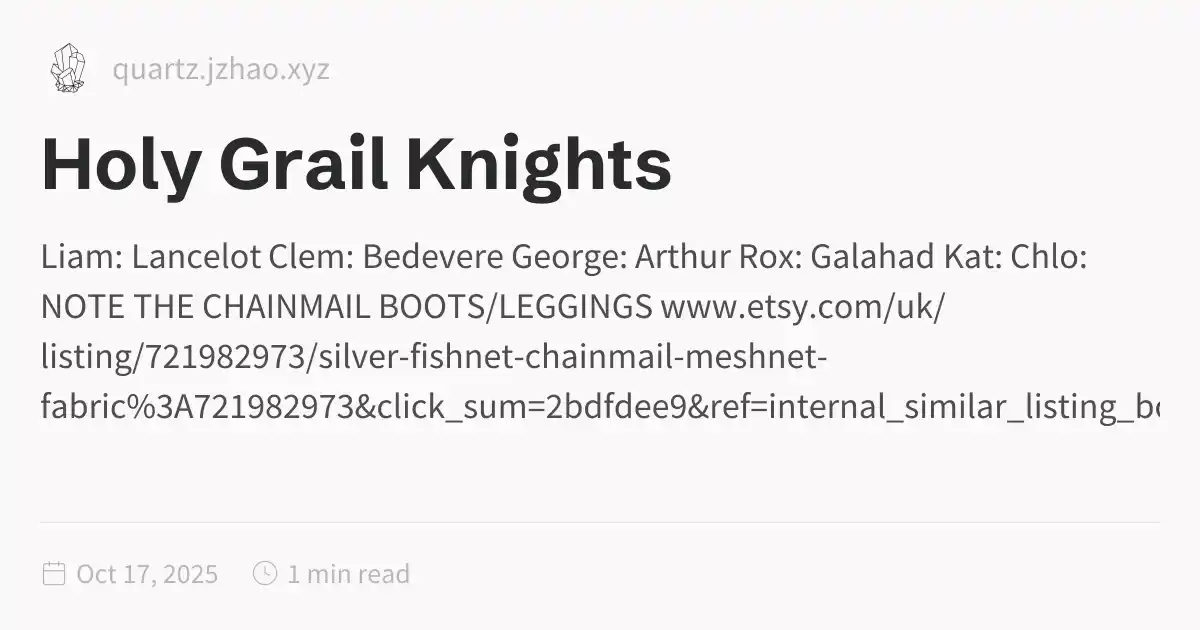 quartz.jzhao.xyz
Holy Grail Knights
Liam: Lancelot Clem: Bedevere George: Arthur Rox: Galahad Kat: Chlo:
NOTE THE CHAINMAIL BOOTS/LEGGINGS www.etsy.com/uk/
listing/721982973/silver-fishnet-chainmail-meshnet-
fabric%3A721982973&click_sum=2bdfdee9&ref=internal_similar_listing_bo
Oct 17, 2025
1 min read